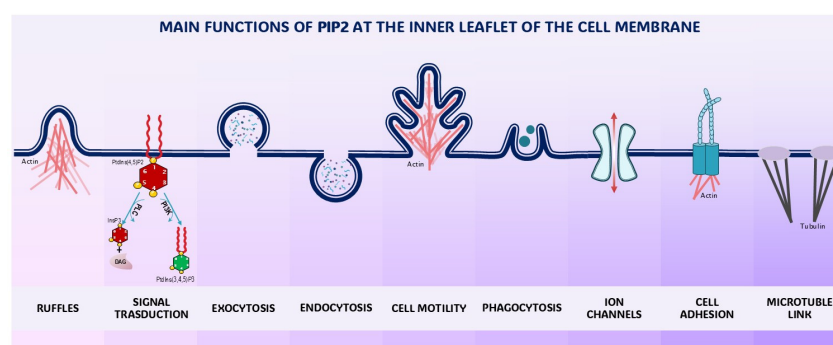 MAIN FUNCTIONS OF PIP2 AT THE INNER LEAFLET OF THE CELL MEMBRANE
Actin
PtdIns(4,5)P2
PLC
PI3K
InsP3
+
DAG
PtdIns(3,4,5)P3
Actin
Actin
Tubulin
RUFFLES
SIGNAL
TRASDUCTION
EXOCYTOSIS
ENDOCYTOSIS
CELL MOTILITY
PHAGOCYTOSIS
ION
CHANNELS
CELL
ADHESION
MICROTUBLE
LINK